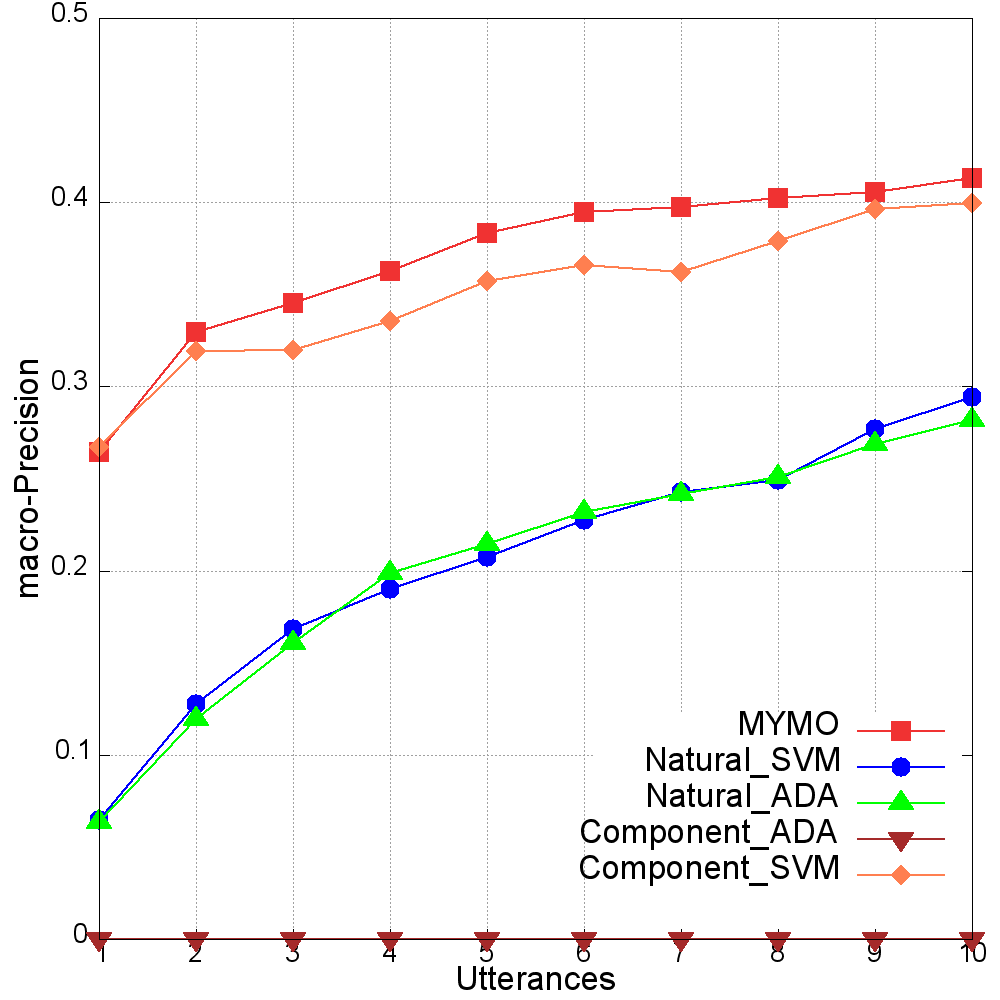 0.5
0.4
0.3
0.2
0.1
0
macro-Precision
MYMO
Natural_SVM
Natural_ADA
Component_ADA
Component_SVM
1 2 3 4 5 6 7 8 9 10
Utterances